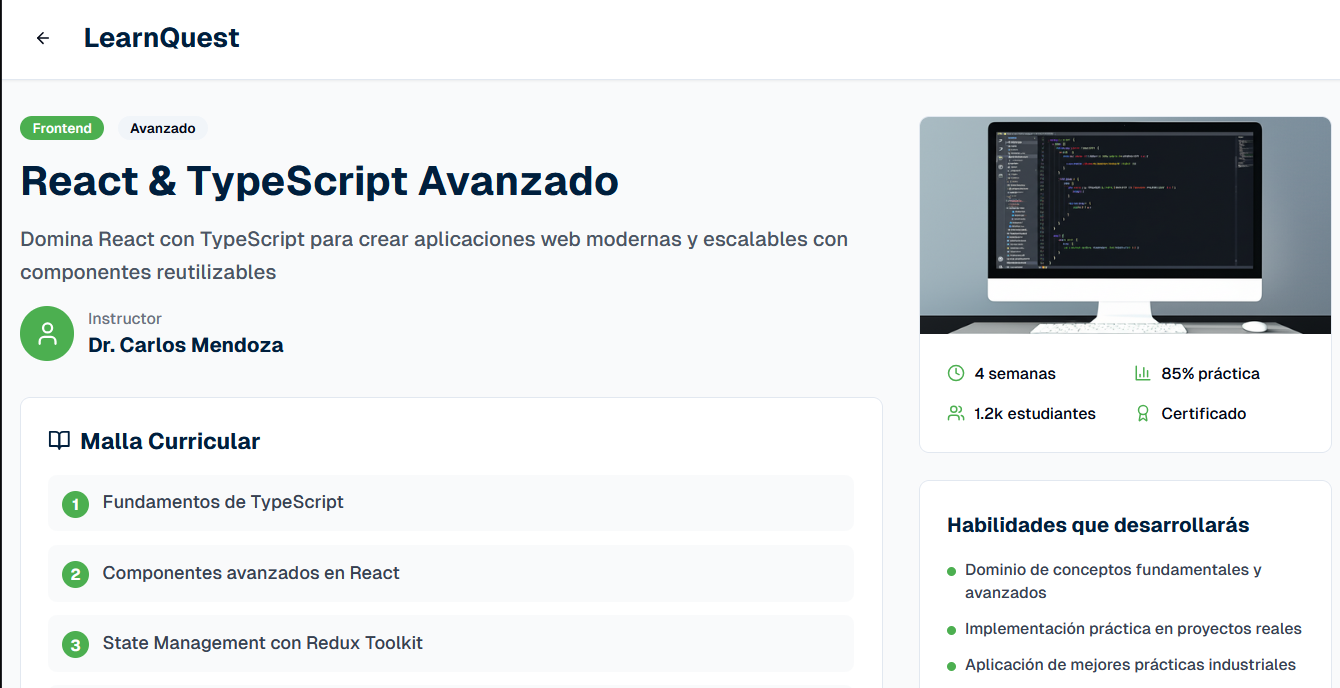 LearnQuest
Frontend
Avanzado
React & TypeScript Avanzado
Domina React con TypeScript para crear aplicaciones web modernas y escalables con
componentes reutilizables
Instructor
Dr. Carlos Mendoza
Malla Curricular
1 Fundamentos de TypeScript
2 Componentes avanzados en React
3 State Management con Redux Toolkit
4 semanas
85% práctica
1.2k estudiantes
Certificado
Habilidades que desarrollarás
Dominio de conceptos fundamentales y
avanzados
Implementación práctica en proyectos reales
Aplicación de mejores prácticas industriales